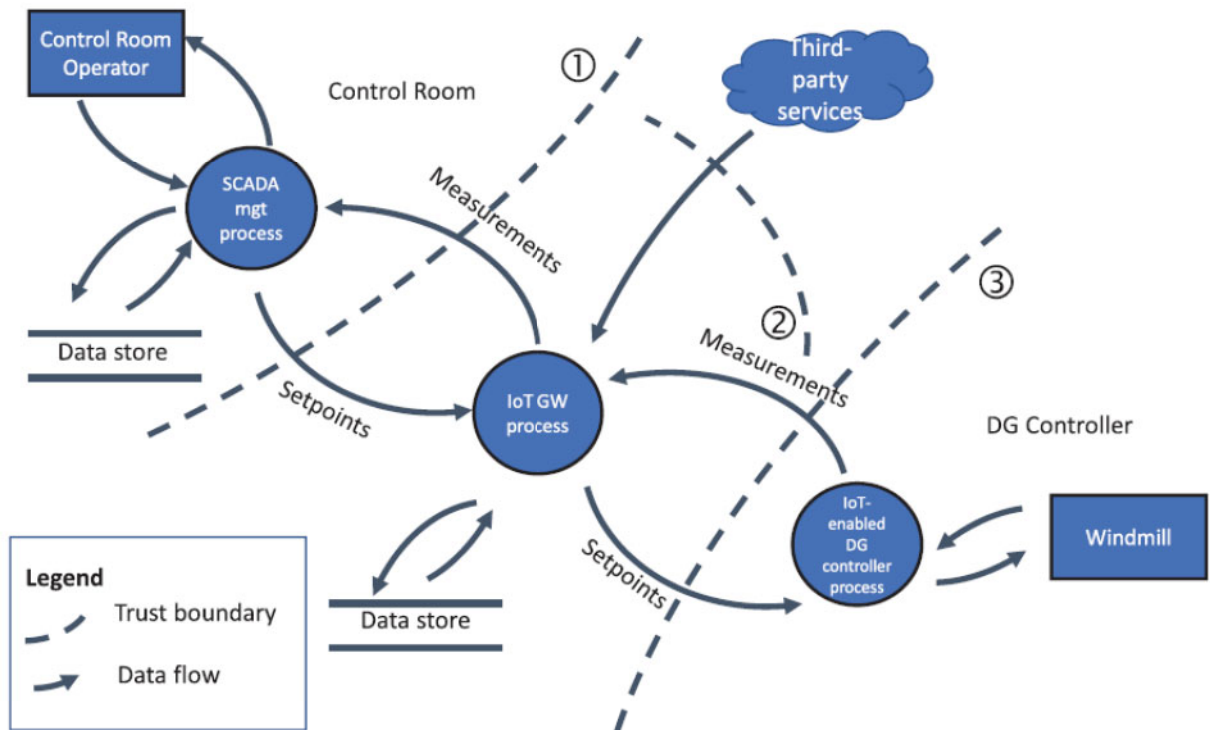 Control Room
Operator
①
Control Room
Third-
party
services
SCADA
mgt
process
Measurements
Data store
Setpoints
IoT GW
process
②
Measurements
③
DG Controller
IoT-
enabled
DG
controller
process
Windmill
Setpoints
Data store
Legend
Trust boundary
Data flow